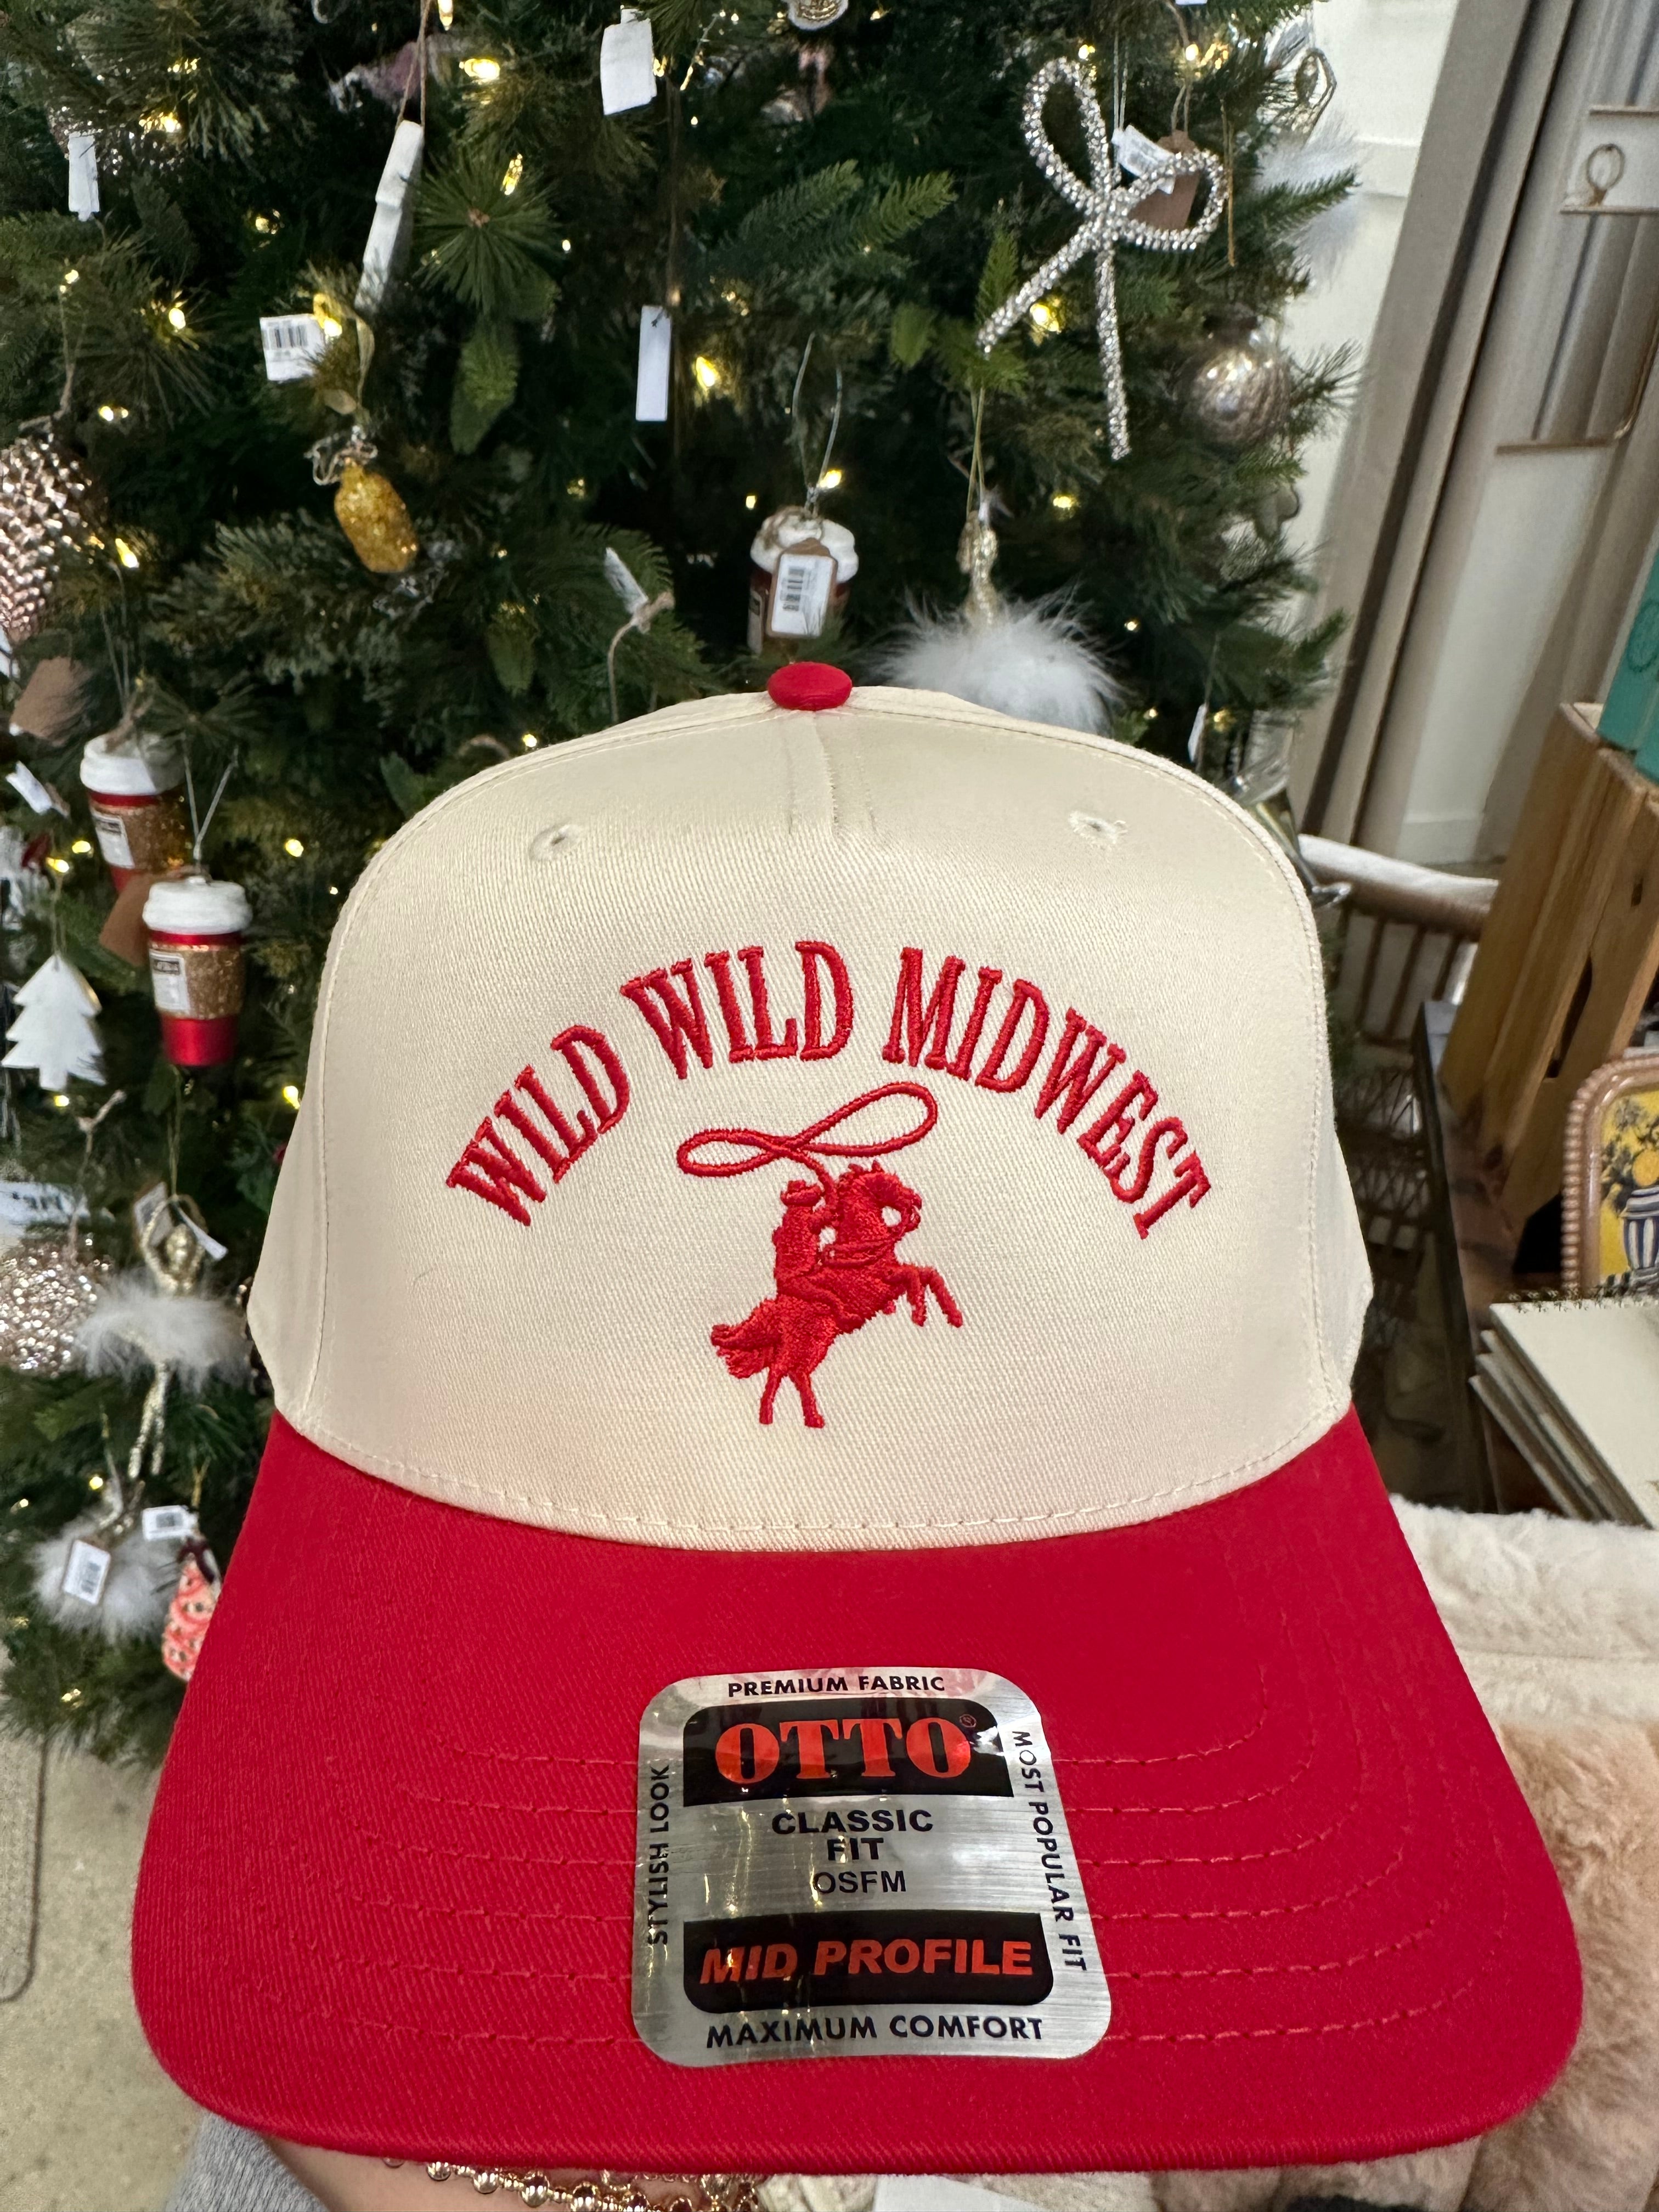 WILD WILD MIDWEST
PREMIUM FABRIC
OTTO®
CLASSIC
FIT
OSFM
MID PROFILE
MAXIMUM COMFORT
STYLISH LOOK
MOST POPULAR FIT